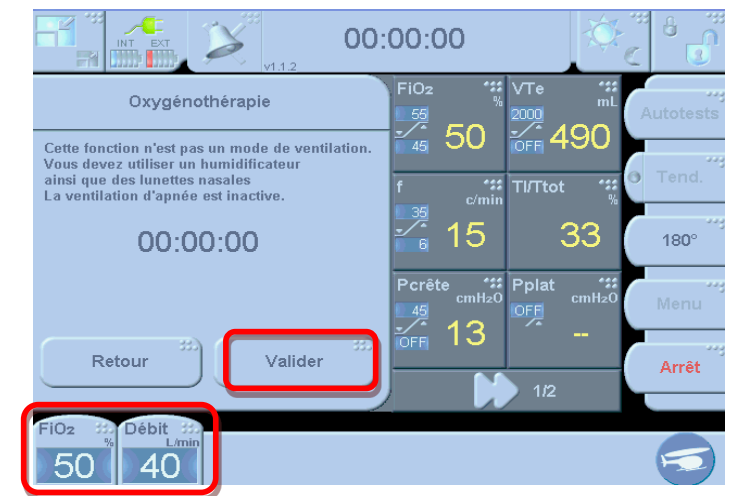 INT EXT
v1.1.2
00:00:00
Oxygénothérapie
Cette fonction n'est pas un mode de ventilation.
Vous devez utiliser un humidificateur
ainsi que des lunettes nasales
La ventilation d'apnée est inactive.
00:00:00
Retour
Valider
FiO2 %
55
45
50
VTe mL
2000
OFF
490
f c/min
35
6
15
TI/Ttot %
33
Pcrête cmH2O
45
OFF
13
Pplat cmH2O
OFF
--
1/2
Autotests
Tend.
180°
Menu
Arrêt
FiO2 %
50
Débit L/min
40